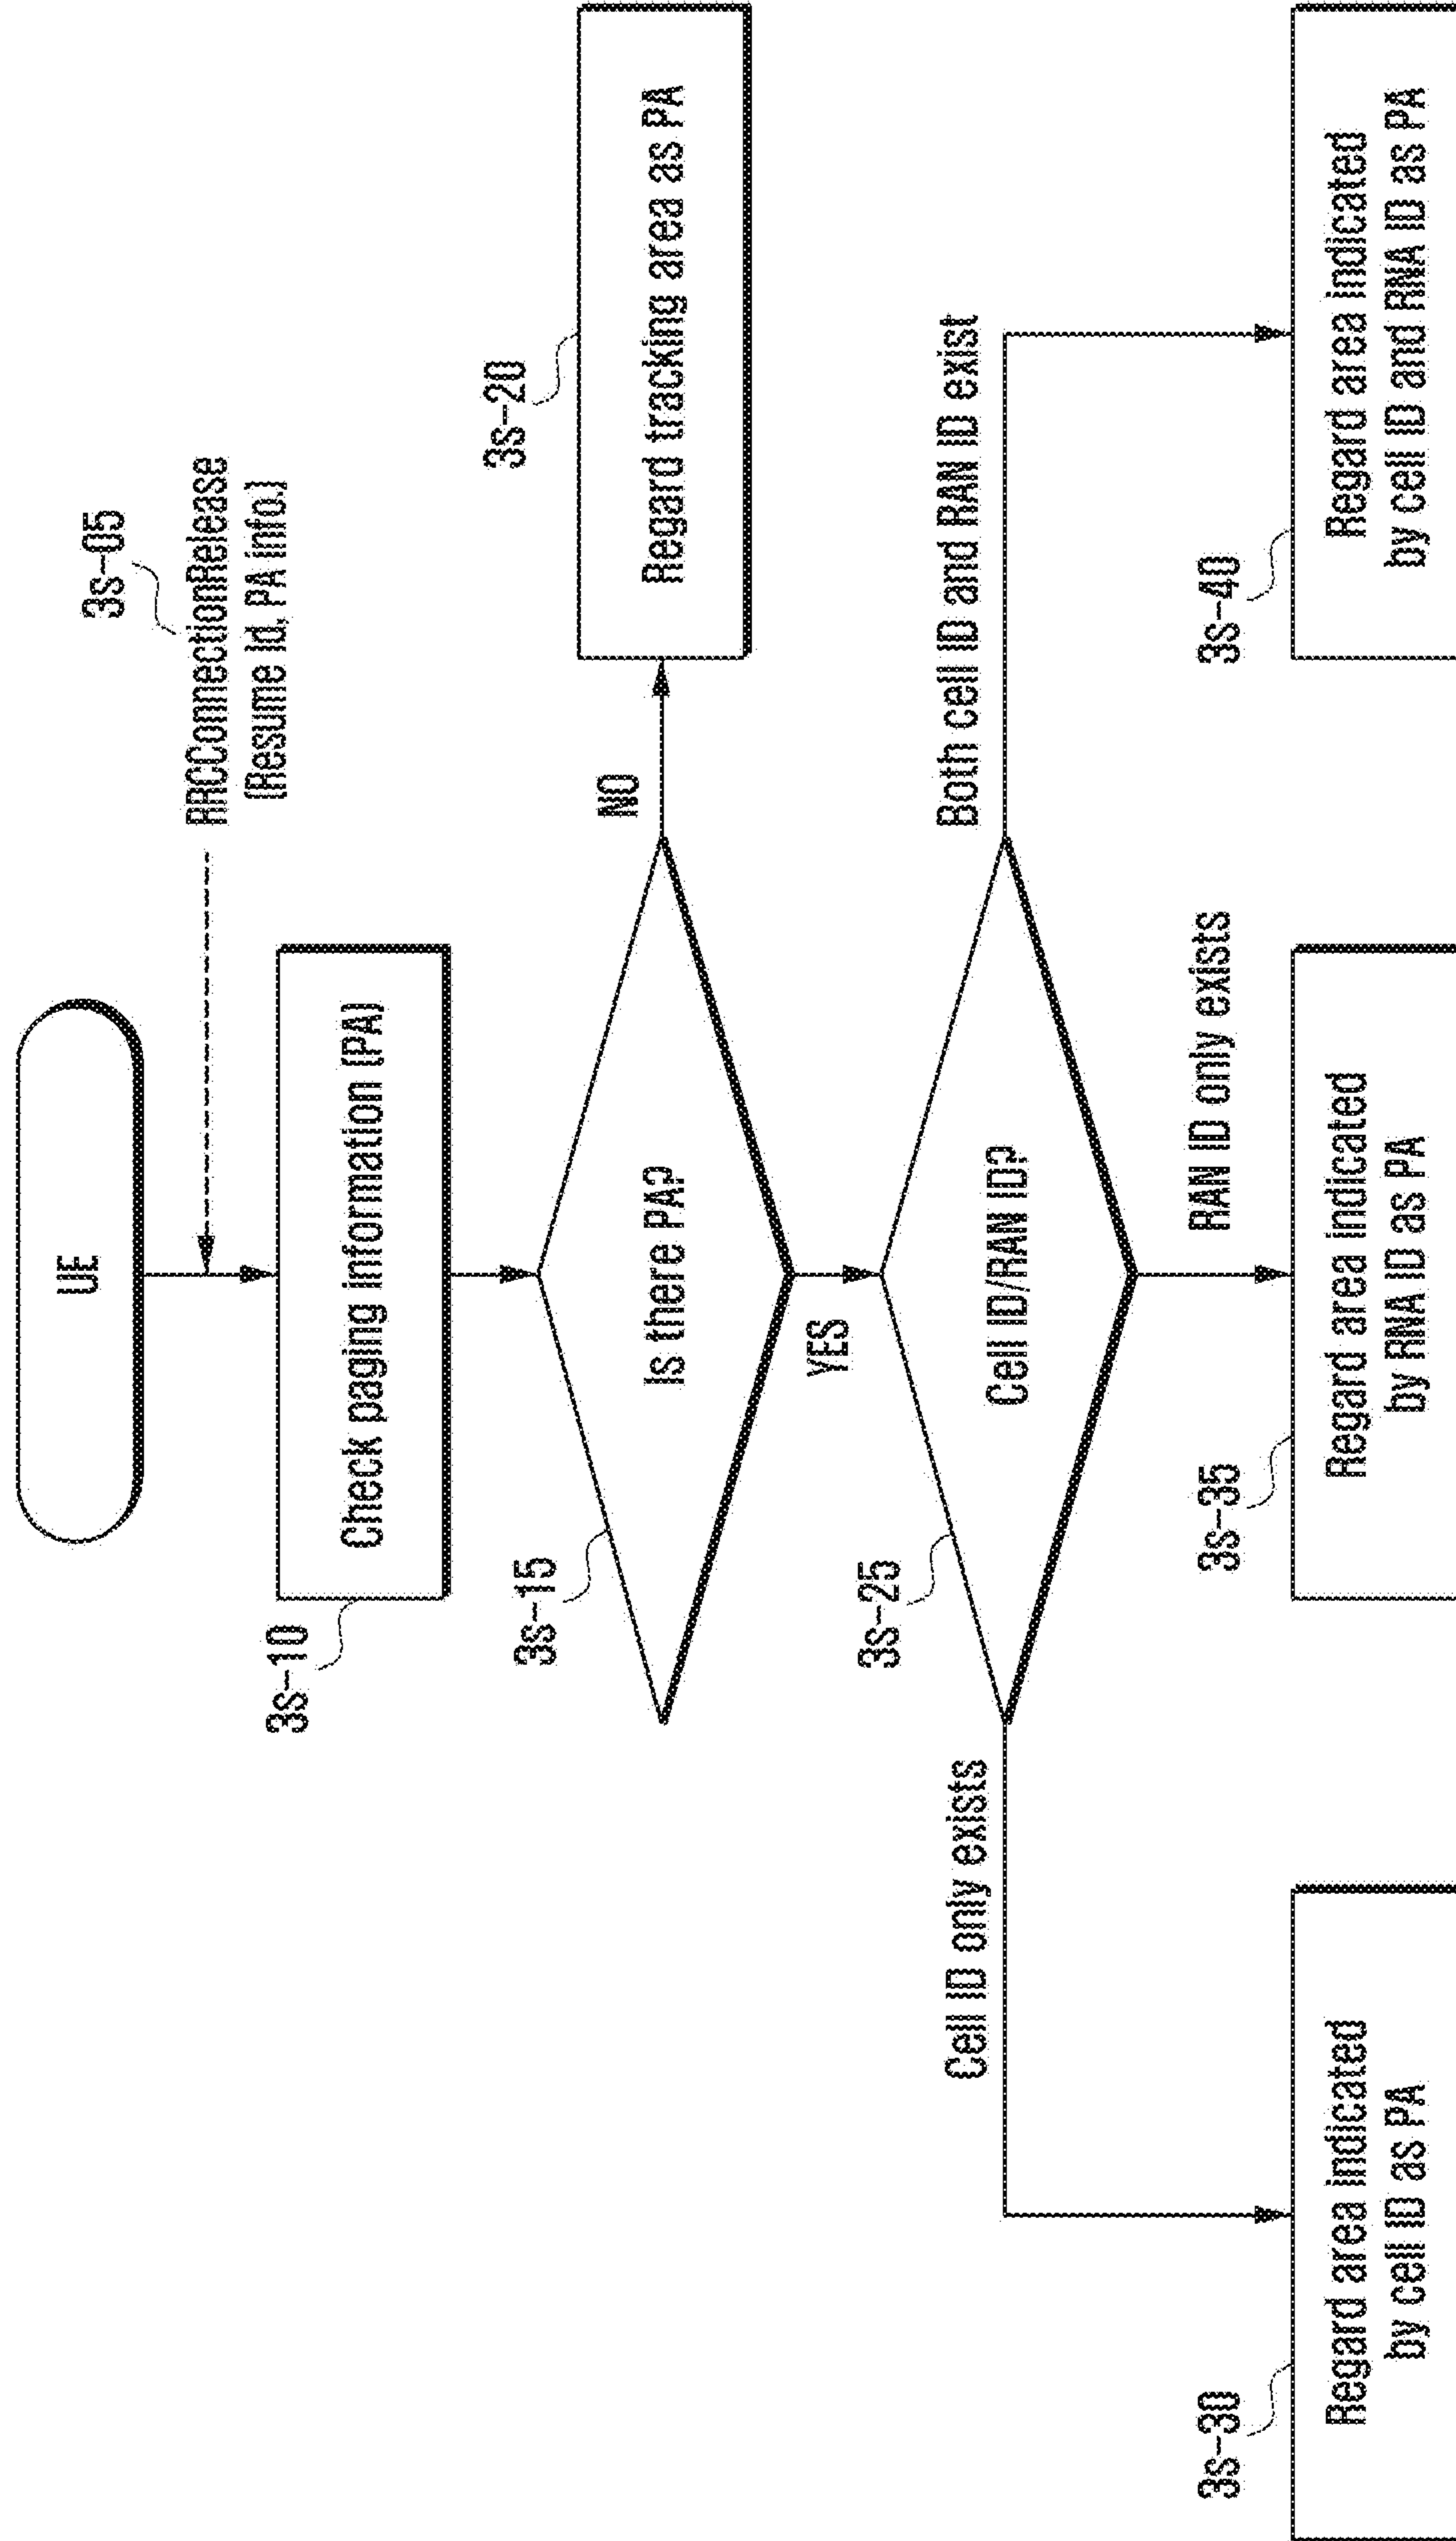 UE
3s-05
RRCConnectionRelease
(Resume Id, PA info.)
3s-10
Check paging information (PA)
3s-15
Is there PA?
NO
3s-20
Regard tracking area as PA
YES
3s-25
Cell ID/RAN ID?
Cell ID only exists
RAN ID only exists
Both cell ID and RAN ID exist
3s-30
Regard area indicated
by cell ID as PA
3s-35
Regard area indicated
by RNA ID as PA
3s-40
Regard area indicated
by cell ID and RNA ID as PA